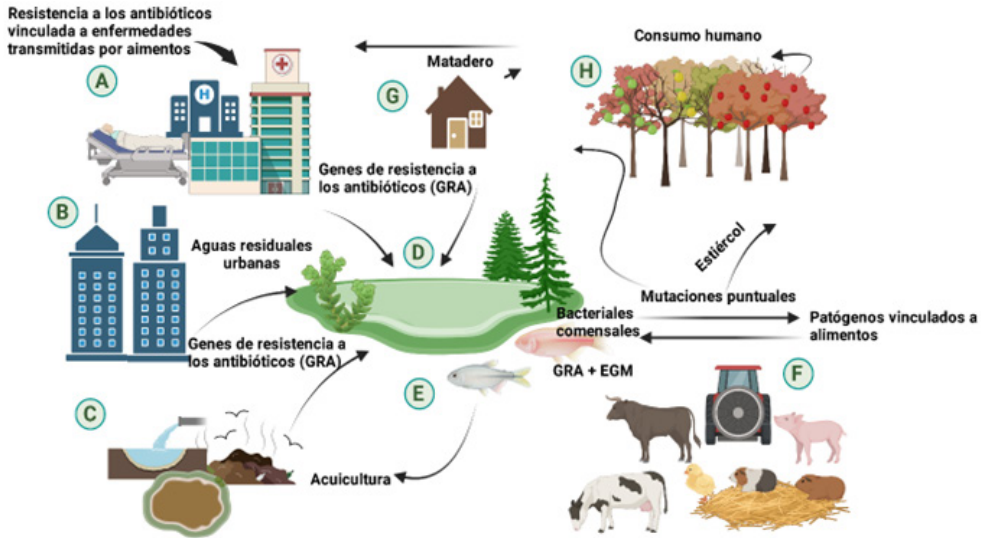 Resistencia a los antibióticos
vinculada a enfermedades
transmitidas por aimentos
A
H
Matadero
G
Consumo humano
H
Genes de resistencia a
los antibióticos (GRA)
B
Aguas residuales
urbanas
D
Estiércol
Mutaciones puntuales
Bacteriales
comensales
Patógenos vinculados a
alimentos
Genes de resistencia a
los antibióticos (GRA)
GRA + EGM
E
F
C
Acuicultura